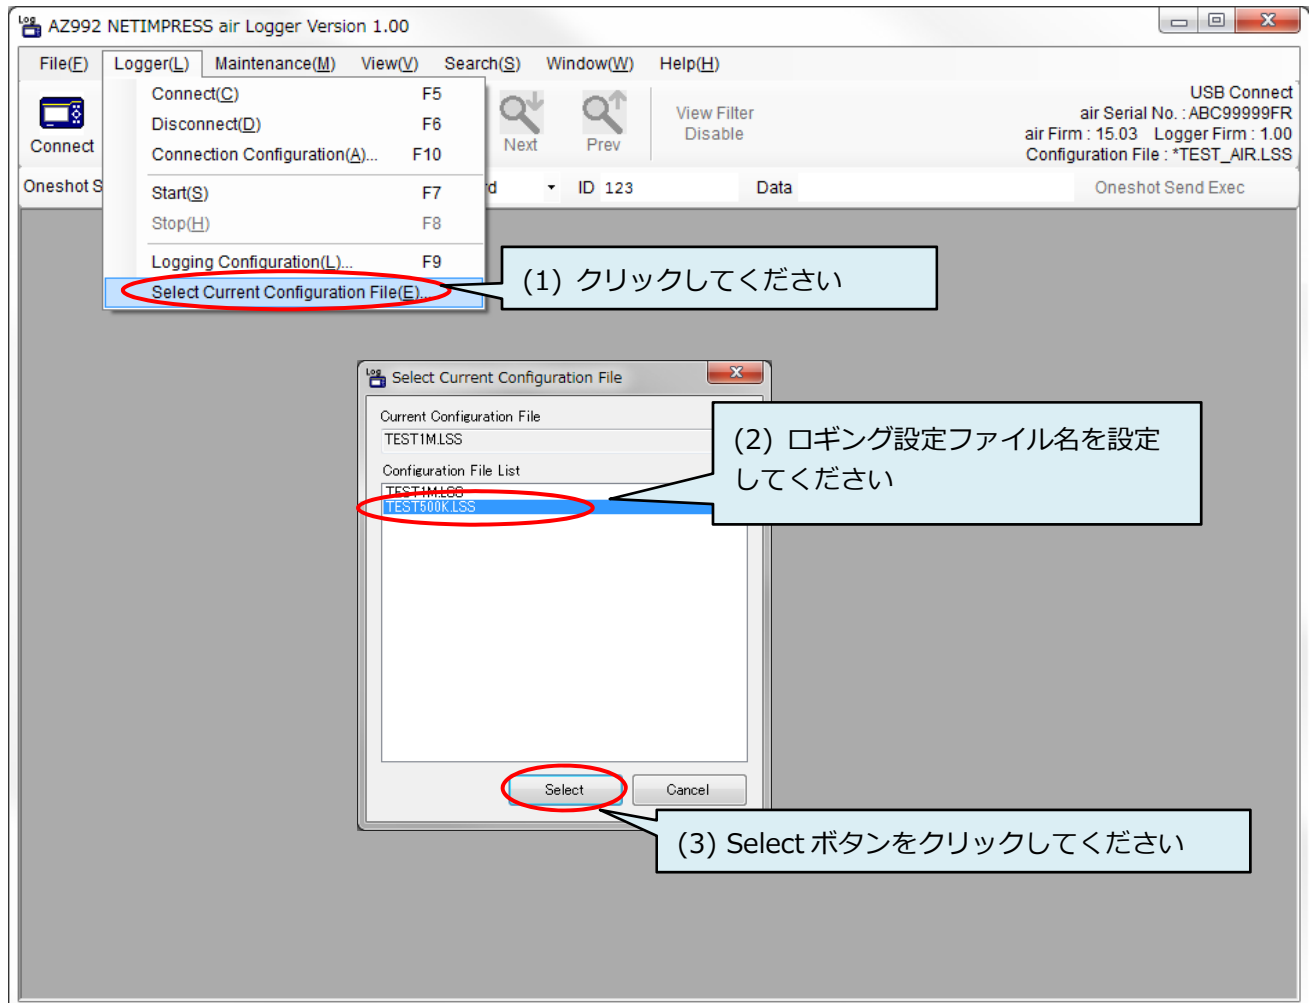 AZ992 NETIMPRESS air Logger Version 1.00
File(F) Logger(L) Maintenance(M) View(V) Search(S) Window(W) Help(H)
Connect
Connect(C) F5
Disconnect(D) F6
Connection Configuration(A)... F10
Start(S) F7
Stop(H) F8
Logging Configuration(L)... F9
Select Current Configuration File(E)...
Next
Prev
View Filter
Disable
USB Connect
air Serial No. : ABC99999FR
air Firm : 15.03 Logger Firm : 1.00
Configuration File : *TEST_AIR.LSS
Oneshot S
rd
ID 123
Data
Oneshot Send Exec
(1) クリックしてください
Select Current Configuration File
Current Configuration File
TEST1M.LSS
Configuration File List
TEST1M.LSS
TEST500K.LSS
(2) ロギング設定ファイル名を設定
してください
Select
Cancel
(3) Select ボタンをクリックしてください